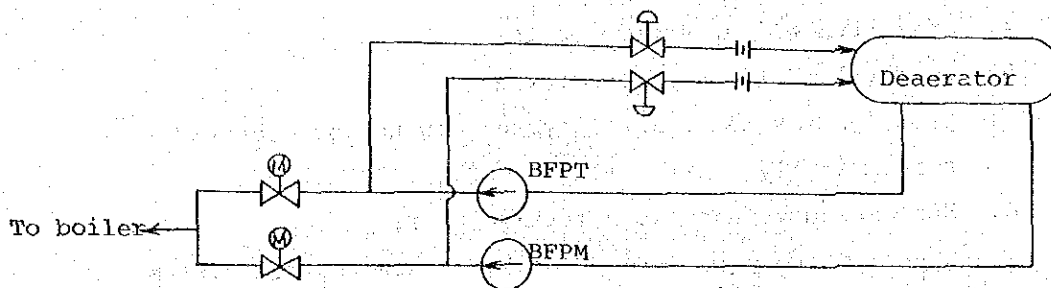 Deaerator
BFPT
M
To boiler
M
BFPM